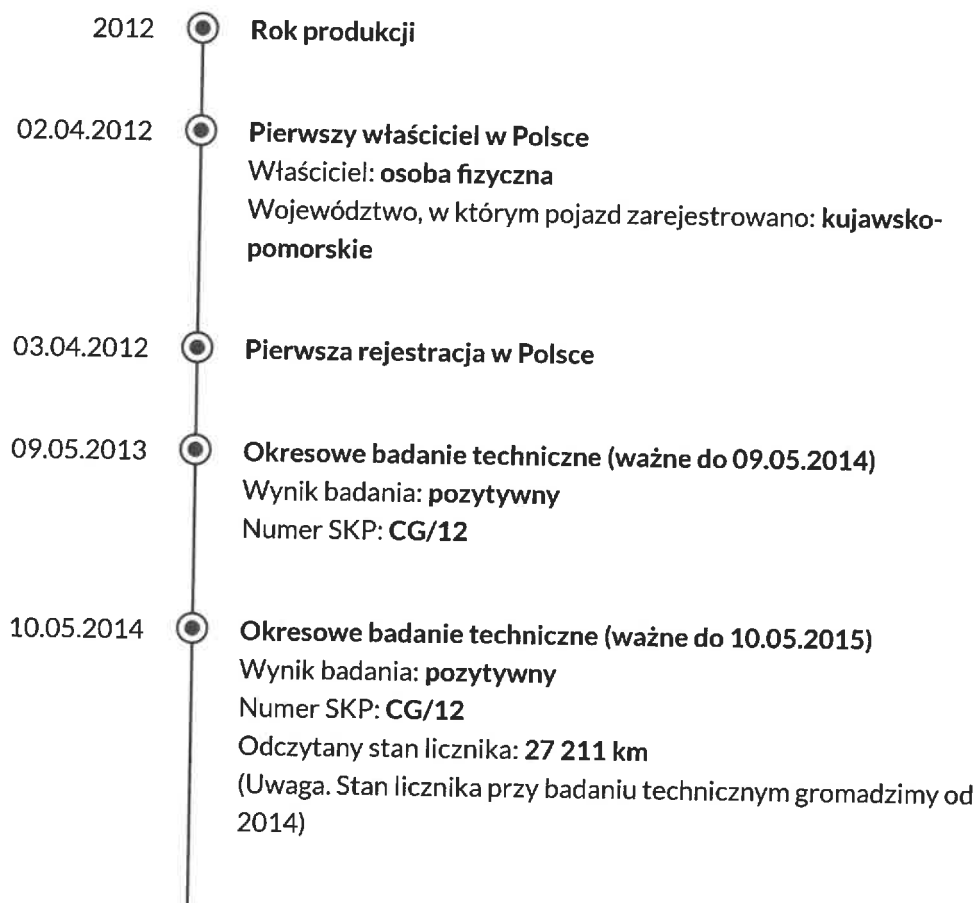 2012 Rok produkcji
02.04.2012 Pierwszy właściciel w Polsce
Właściciel: osoba fizyczna
Województwo, w którym pojazd zarejestrowano: kujawsko-
pomorskie
03.04.2012 Pierwsza rejestracja w Polsce
09.05.2013 Okresowe badanie techniczne (ważne do 09.05.2014)
Wynik badania: pozytywny
Numer SKP: CG/12
10.05.2014 Okresowe badanie techniczne (ważne do 10.05.2015)
Wynik badania: pozytywny
Numer SKP: CG/12
Odczytany stan licznika: 27 211 km
(Uwaga. Stan licznika przy badaniu technicznym gromadzimy od
2014)